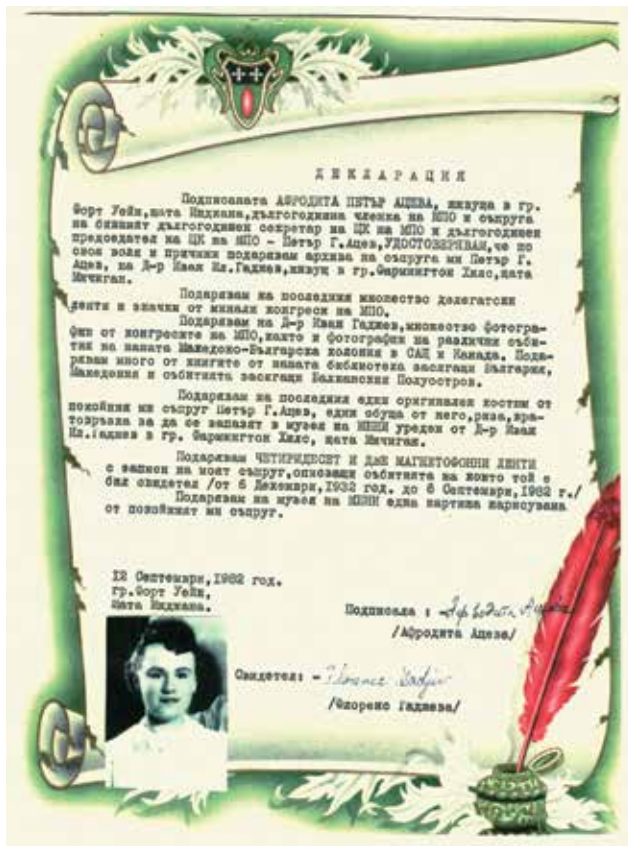 ДЕКЛАРАЦИЯ
Подписалата АФРОДИТА ПЕТЪР АЦЕВА, живуща в гр.
Форт Уейн,щата Индиана,дългогодишна членка на МПО и съпруга
на бившият дългогодишен секретар на ЦК на МПО и дългогодишен
председател на ЦК на МПО - Петър Г.Ацев,УДОСТОВЕРЯВАМ,че по
своя воля и причини подарявам архива на съпруга ми Петър Г.
Ацев, на Д-р Иван Ил.Гаджев,живущ в гр.Фармингтон Хилс,щата
Мичиган.
Подарявам на последния множество делегатски
ленти и значки от минали конгреси на МПО.
Подарявам на Д-р Иван Гаджев,множество фотогра-
фии от конгресите на МПО,както и фотографии на различни съби-
тия на нашата Македоно-Българска колония в САЩ и Канада. Пода-
рявам много от книгите от нашата библиотека засягащи България,
Македония и събитията засягащи Балканския Полуостров.
Подарявам на последния един оригинален костюм от
покойния ми съпруг Петър Г.Ацев, едни обуща от него,риза,вра-
товръзка за да се запазят в музея на уреден от Д-р Иван
Ил.Гаджев в гр. Фармингтон Хилс, щата Мичиган.
Подарявам ЧЕТИРИДЕСЕТ И ДВЕ МАГНЕТОФОННИ ЛЕНТИ
с записи на моят съпруг,описващи събитията на които той е
бил свидетел /от 6 Декември,1932 год. до 6 Септември,1982 г./
Подарявам на музея на една картина нарисувана
от покойният ми съпруг.
12 Септември,1982 год.
гр.Форт Уейн,
Щата Индиана.
Подписала : - Афродита Ацева
/Афродита Ацева/
Свидетел: - Florence Gadjev
/Флоренс Гаджева/